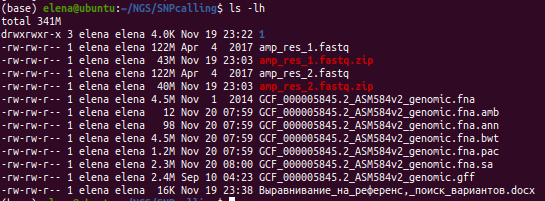 (base) elena@ubuntu:~/NGS/SNPcalling$ ls -lh
total 341M
drwxrwxr-x 3 elena elena 4.0K Nov 19 23:22 1
-rw-rw-r-- 1 elena elena 122M Apr  4  2017 amp_res_1.fastq
-rw-rw-r-- 1 elena elena  43M Nov 19 23:03 amp_res_1.fastq.zip
-rw-rw-r-- 1 elena elena 122M Apr  4  2017 amp_res_2.fastq
-rw-rw-r-- 1 elena elena  40M Nov 19 23:03 amp_res_2.fastq.zip
-rw-rw-r-- 1 elena elena 4.5M Nov  1  2014 GCF_000005845.2_ASM584v2_genomic.fna
-rw-rw-r-- 1 elena elena   12 Nov 20 07:59 GCF_000005845.2_ASM584v2_genomic.fna.amb
-rw-rw-r-- 1 elena elena   98 Nov 20 07:59 GCF_000005845.2_ASM584v2_genomic.fna.ann
-rw-rw-r-- 1 elena elena 4.5M Nov 20 07:59 GCF_000005845.2_ASM584v2_genomic.fna.bwt
-rw-rw-r-- 1 elena elena 1.2M Nov 20 07:59 GCF_000005845.2_ASM584v2_genomic.fna.pac
-rw-rw-r-- 1 elena elena 2.3M Nov 20 08:00 GCF_000005845.2_ASM584v2_genomic.fna.sa
-rw-rw-r-- 1 elena elena 2.4M Sep 10 04:23 GCF_000005845.2_ASM584v2_genomic.gff
-rw-rw-r-- 1 elena elena  16K Nov 19 23:38 Выравнивание_на_референс,_поиск_вариантов.docx